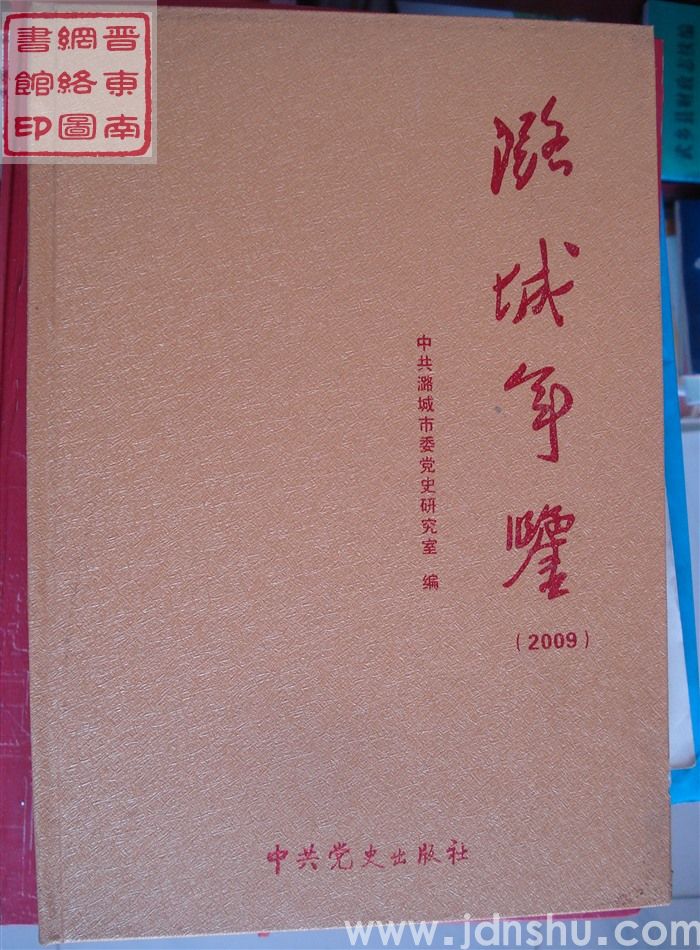 晋東南
網絡圖
書館印
潞城年鑒
（2009）
中共潞城市委党史研究室 编
中共党史出版社
www.jdnshu.com